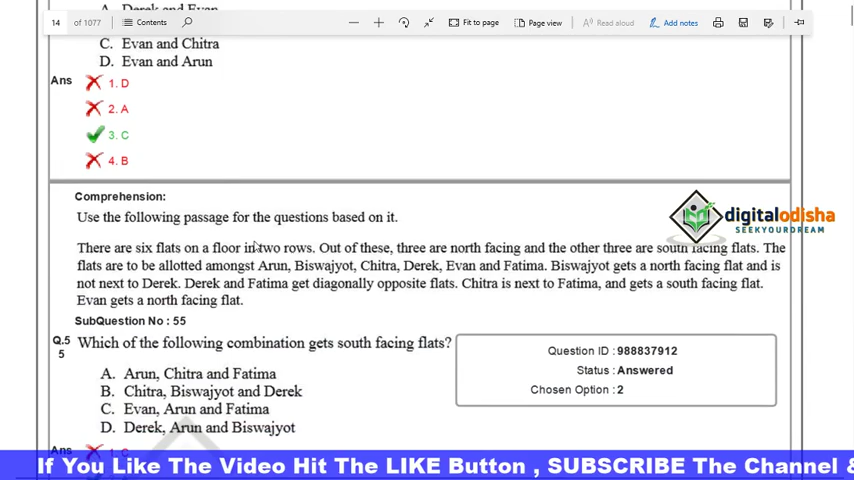 A. Derek and Evan
14 of 1077 Contents Fit to page Page view Read aloud Add notes
C. Evan and Chitra
D. Evan and Arun
Ans
1. D
2. A
3. C
4. B
Comprehension:
Use the following passage for the questions based on it.
digitalodisha
SEEKYOURDREAM
There are six flats on a floor in two rows. Out of these, three are north facing and the other three are south facing flats. The
flats are to be allotted amongst Arun, Biswajyot, Chitra, Derek, Evan and Fatima. Biswajyot gets a north facing flat and is
not next to Derek. Derek and Fatima get diagonally opposite flats. Chitra is next to Fatima, and gets a south facing flat.
Evan gets a north facing flat.
SubQuestion No : 55
Q.5
5
Which of the following combination gets south facing flats?
A. Arun, Chitra and Fatima
B. Chitra, Biswajyot and Derek
C. Evan, Arun and Fatima
D. Derek, Arun and Biswajyot
Question ID : 988837912
Status : Answered
Chosen Option : 2
Ans
1. C
If You Like The Video Hit The LIKE Button , SUBSCRIBE The Channel &